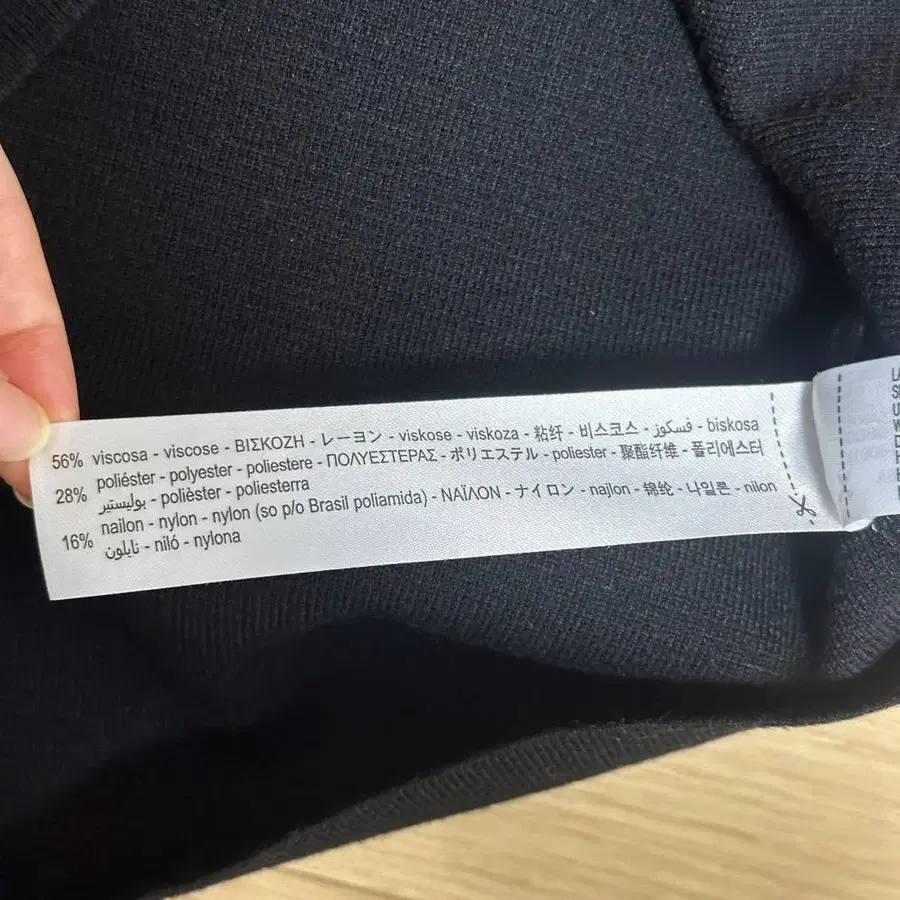 56% viscosa - viscose - ΒΙΣΚΟΖΗ - レーヨン - viskose - viskoza - 粘纤 - 비스코스 - فسكوز - biskosa
28% poliéster - polyester - poliestere - ΠΟΛΥΕΣΤΕΡΑΣ - ポリエステル - poliester - 聚酯纤维 - 폴리에스터
بوليستير - polièster - poliesterra
16% nailon - nylon - nylon (so p/o Brasil poliamida) - ΝΑΪΛΟΝ - ナイロン - najlon - 锦纶 - 나일론 - nilon
نايلون - niló - nylona